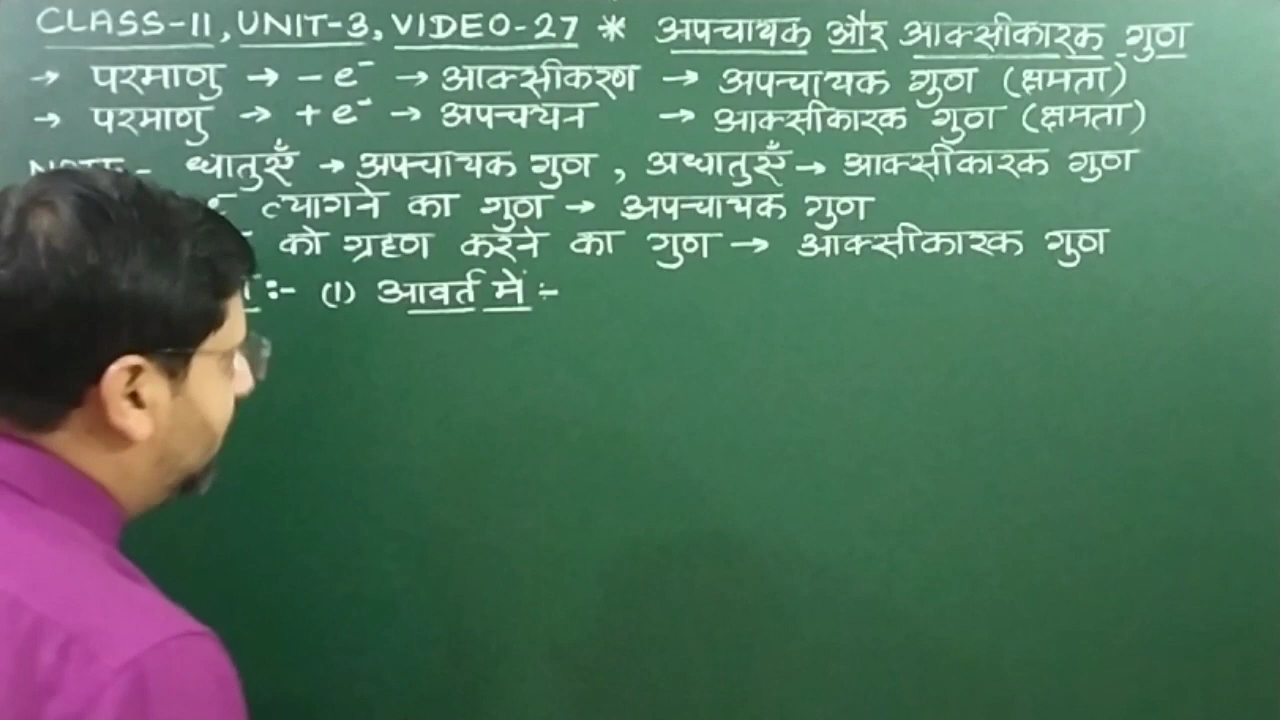 CLASS-11, UNIT-3, VIDEO-27 * अपचायक और आक्सीकारक गुण
→ परमाणु → -e⁻ → आक्सीकरण → अपचायक गुण (क्षमता)
→ परमाणु → +e⁻ → अपचयन → आक्सीकारक गुण (क्षमता)
NOTE:- धातुएँ → अपचायक गुण, अधातुएँ → आक्सीकारक गुण
त्यागने का गुण → अपचायक गुण
को ग्रहण करने का गुण → आक्सीकारक गुण
:- (1) आवर्त में :-